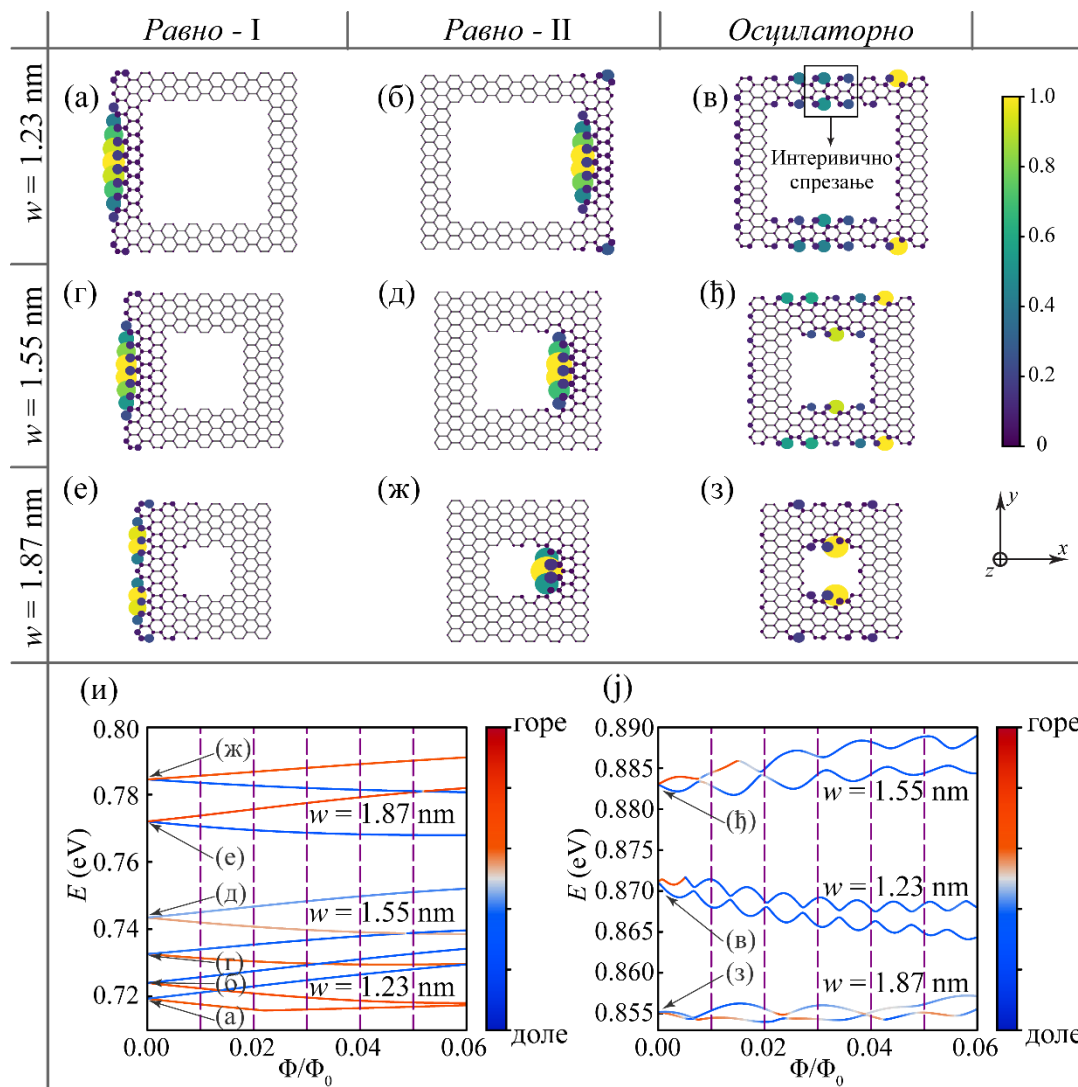 Равно - I
Равно - II
Осцилаторно
w = 1.23 nm
(а)
(б)
(в)
Интеривично
спрезање
1.0
0.8
0.6
0.4
0.2
0
w = 1.55 nm
(г)
(д)
(ђ)
w = 1.87 nm
(е)
(ж)
(з)
y
x
z
(и)
E (eV)
0.80
0.78
0.76
0.74
0.72
(ж)
w = 1.87 nm
(е)
(д)
w = 1.55 nm
(г)
(б)
w = 1.23 nm
(а)
0.00
0.02
0.04
0.06
Φ/Φ0
горе
доле
(ј)
E (eV)
0.890
0.885
0.880
0.875
0.870
0.865
0.860
0.855
w = 1.55 nm
(ђ)
w = 1.23 nm
(в)
(з)
w = 1.87 nm
0.00
0.02
0.04
0.06
Φ/Φ0
горе
доле